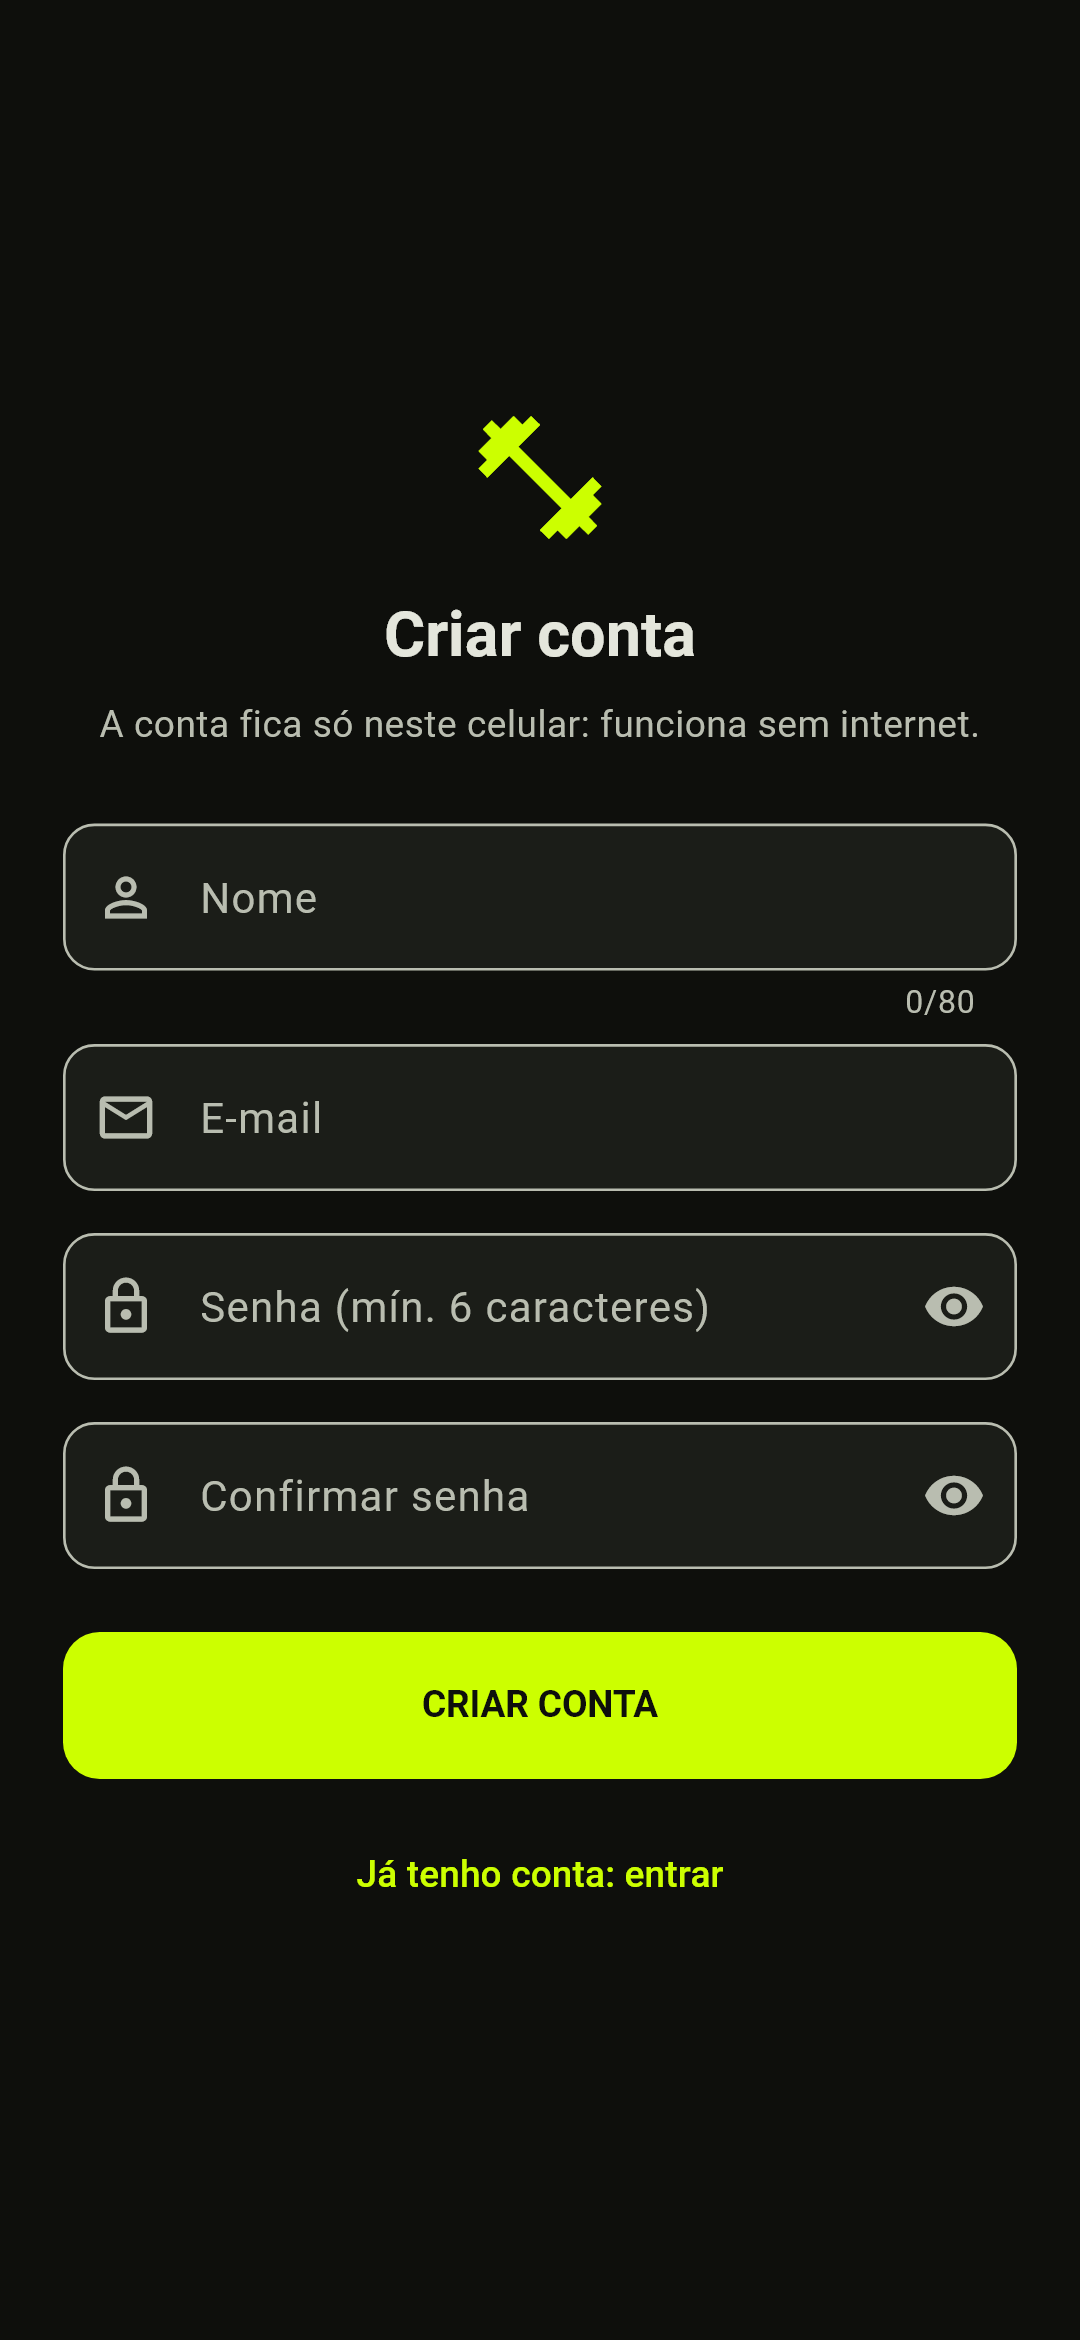 Criar conta
A conta fica só neste celular: funciona sem internet.
Nome
0/80
E-mail
Senha (mín. 6 caracteres)
Confirmar senha
CRIAR CONTA
Já tenho conta: entrar